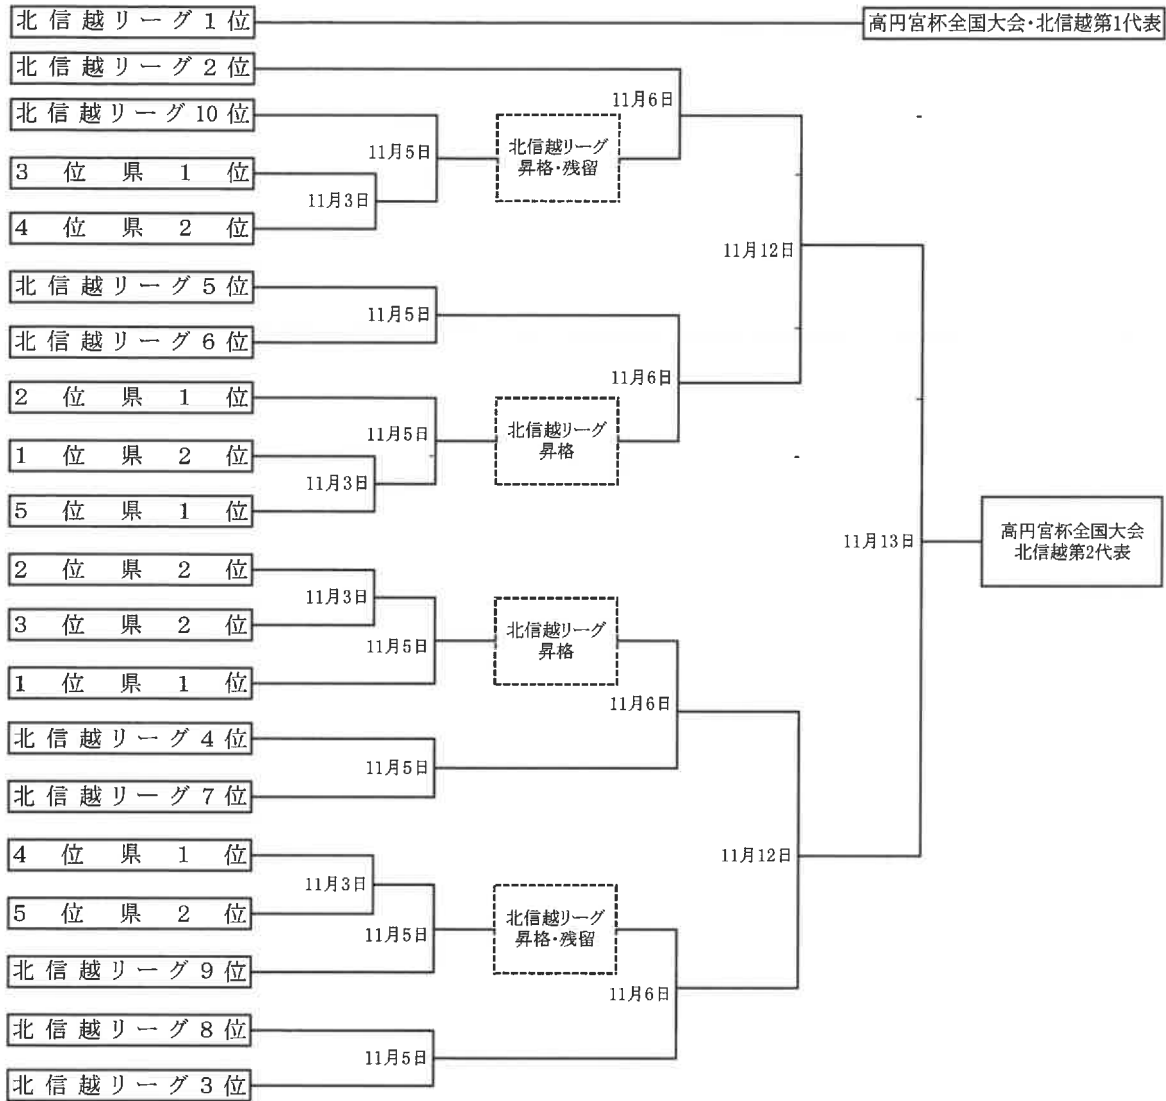 北信越リーグ1位
高円宮杯全国大会・北信越第1代表
北信越リーグ2位
11月6日
北信越リーグ10位
北信越リーグ
昇格・残留
11月5日
3位県1位
11月3日
4位県2位
11月12日
北信越リーグ5位
11月5日
北信越リーグ6位
11月6日
2位県1位
北信越リーグ
昇格
11月5日
1位県2位
11月3日
5位県1位
11月13日
高円宮杯全国大会
北信越第2代表
2位県2位
11月3日
3位県2位
北信越リーグ
昇格
11月5日
1位県1位
11月6日
北信越リーグ4位
11月5日
北信越リーグ7位
4位県1位
11月12日
11月3日
5位県2位
北信越リーグ
昇格・残留
11月5日
北信越リーグ9位
11月6日
北信越リーグ8位
11月5日
北信越リーグ3位